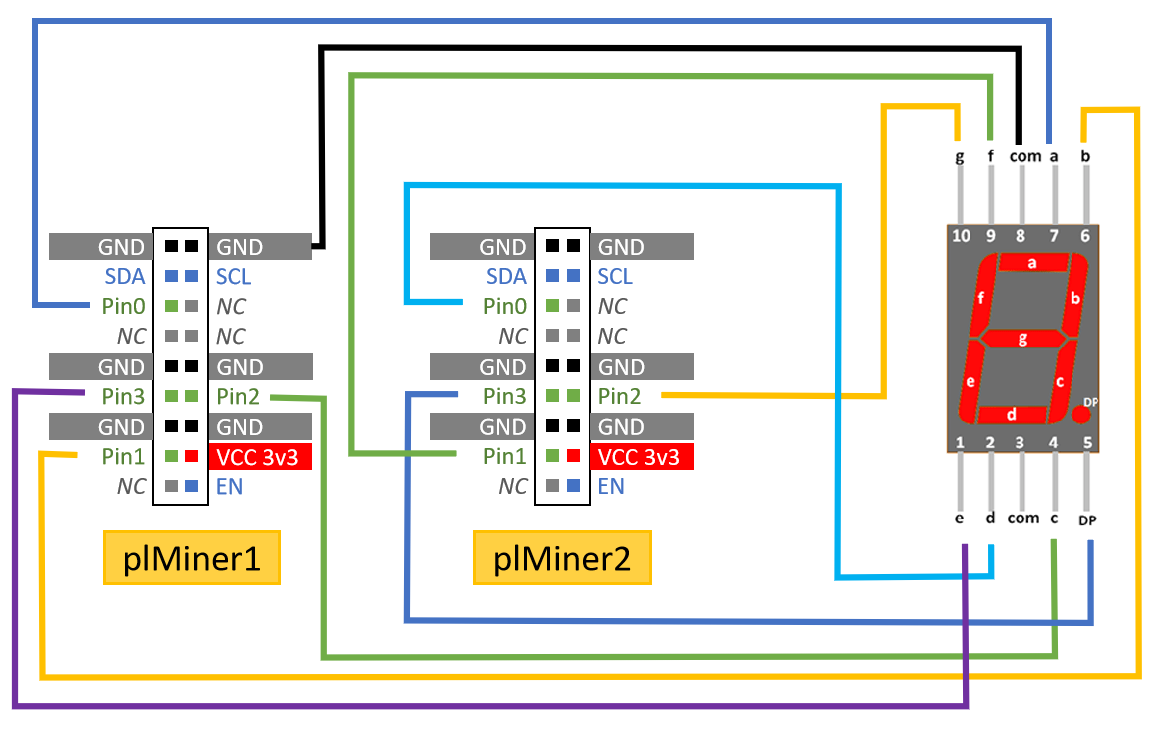 g f com a b
10 9 8 7 6
a
f b
g
e c
d DP
1 2 3 4 5
e d com c DP
GND GND
SDA SCL
Pin0 NC
NC NC
GND GND
Pin3 Pin2
GND GND
Pin1 VCC 3v3
NC EN
plMiner1
GND GND
SDA SCL
Pin0 NC
NC NC
GND GND
Pin3 Pin2
GND GND
Pin1 VCC 3v3
NC EN
plMiner2